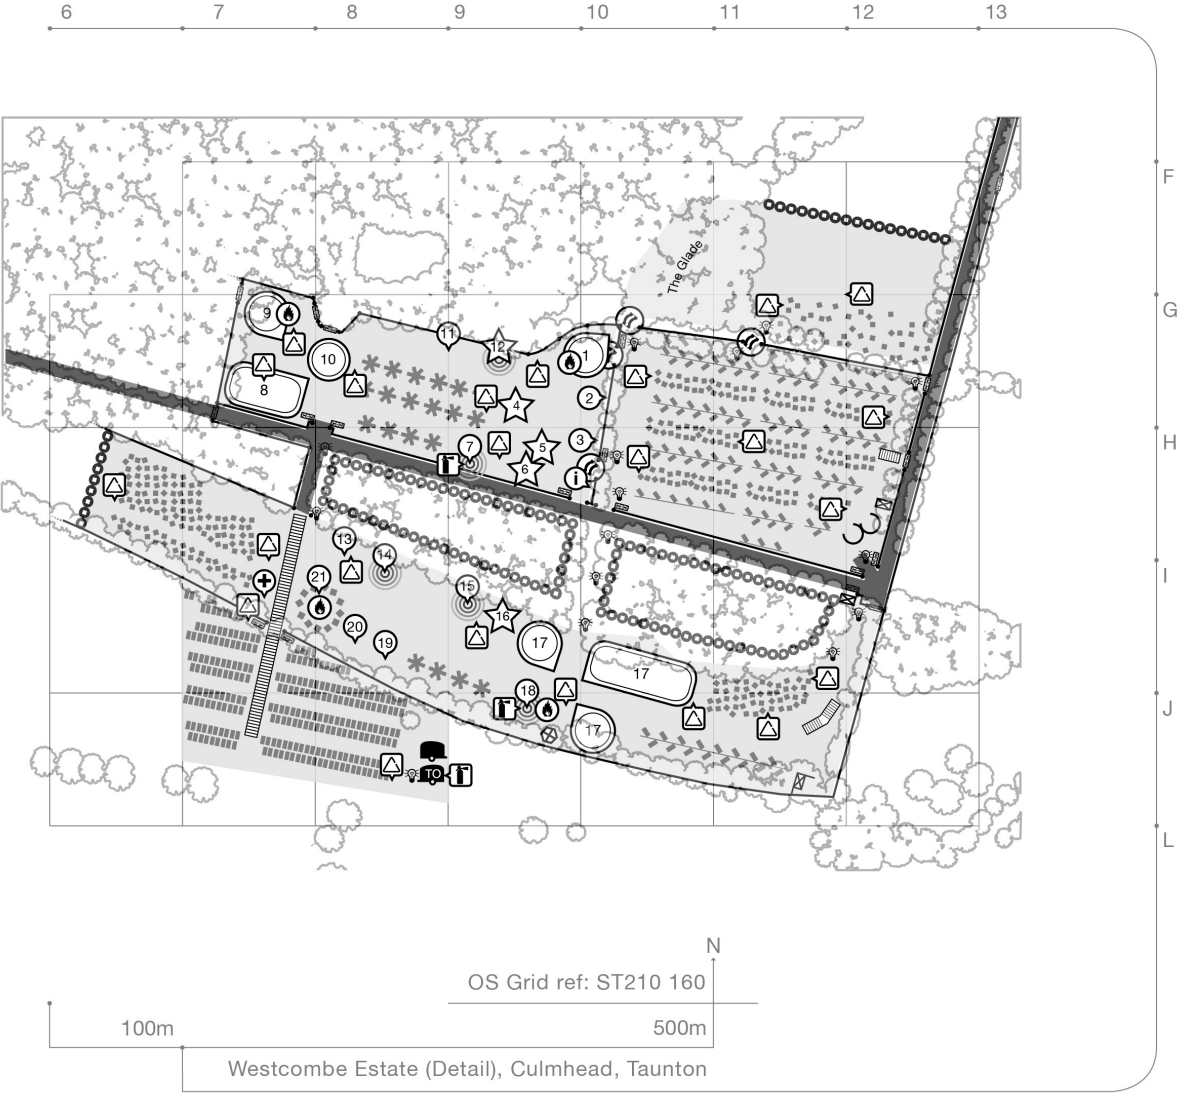 6 7 8 9 10 11 12 13
F
The Glade
G
9
11
12
1
10
8
2
4
H
3
7
5
6
i
13
14
I
21
15
16
20
19
17
17
18
J
17
TO
L
N
OS Grid ref: ST210 160
100m 500m
Westcombe Estate (Detail), Culmhead, Taunton